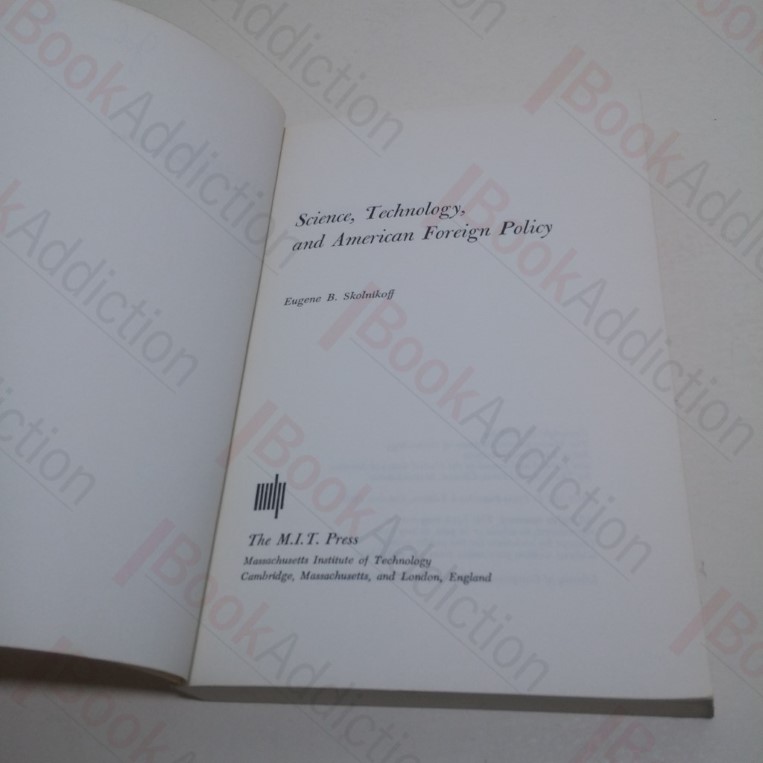 Science, Technology,
and American Foreign Policy
Eugene B. Skolnikoff
The M.I.T. Press
Massachusetts Institute of Technology
Cambridge, Massachusetts, and London, England
BookAddiction